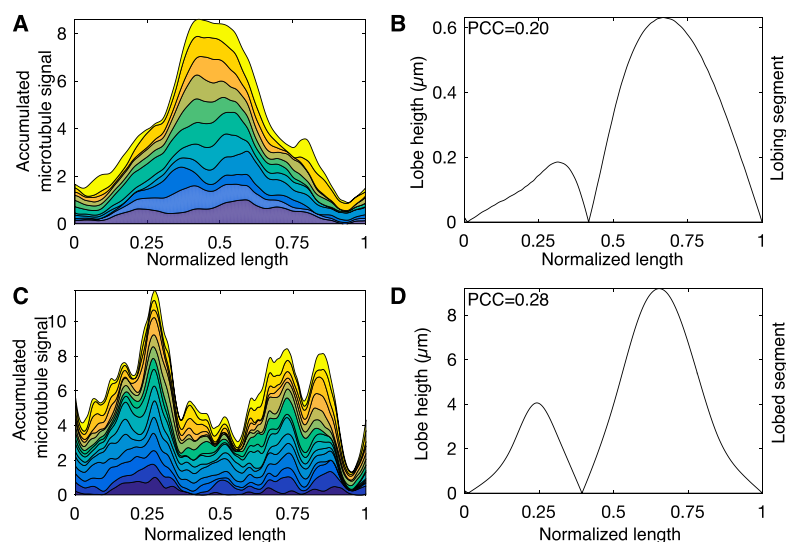 A
Accumulated
microtubule signal
8
6
4
2
0
0
0.25
0.5
0.75
1
Normalized length
B
PCC=0.20
Lobe heigth (µm)
0.6
0.4
0.2
0
0
0.25
0.5
0.75
1
Normalized length
Lobing segment
C
Accumulated
microtubule signal
10
8
6
4
2
0
0
0.25
0.5
0.75
1
Normalized length
D
PCC=0.28
Lobe heigth (µm)
8
6
4
2
0
0
0.25
0.5
0.75
1
Normalized length
Lobed segment